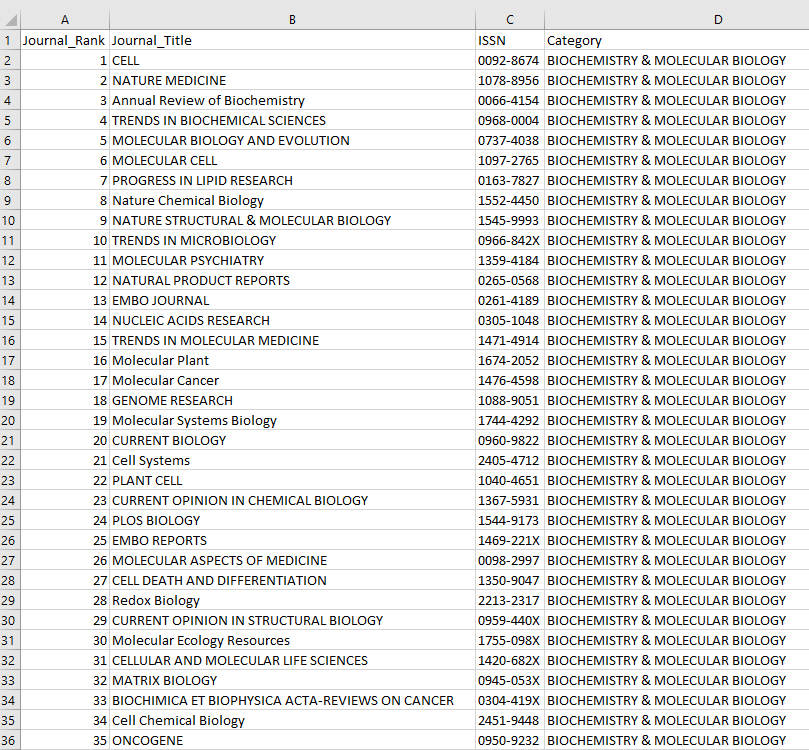 A B C D
1 Journal_Rank Journal_Title ISSN Category
2 1 CELL 0092-8674 BIOCHEMISTRY & MOLECULAR BIOLOGY
3 2 NATURE MEDICINE 1078-8956 BIOCHEMISTRY & MOLECULAR BIOLOGY
4 3 Annual Review of Biochemistry 0066-4154 BIOCHEMISTRY & MOLECULAR BIOLOGY
5 4 TRENDS IN BIOCHEMICAL SCIENCES 0968-0004 BIOCHEMISTRY & MOLECULAR BIOLOGY
6 5 MOLECULAR BIOLOGY AND EVOLUTION 0737-4038 BIOCHEMISTRY & MOLECULAR BIOLOGY
7 6 MOLECULAR CELL 1097-2765 BIOCHEMISTRY & MOLECULAR BIOLOGY
8 7 PROGRESS IN LIPID RESEARCH 0163-7827 BIOCHEMISTRY & MOLECULAR BIOLOGY
9 8 Nature Chemical Biology 1552-4450 BIOCHEMISTRY & MOLECULAR BIOLOGY
10 9 NATURE STRUCTURAL & MOLECULAR BIOLOGY 1545-9993 BIOCHEMISTRY & MOLECULAR BIOLOGY
11 10 TRENDS IN MICROBIOLOGY 0966-842X BIOCHEMISTRY & MOLECULAR BIOLOGY
12 11 MOLECULAR PSYCHIATRY 1359-4184 BIOCHEMISTRY & MOLECULAR BIOLOGY
13 12 NATURAL PRODUCT REPORTS 0265-0568 BIOCHEMISTRY & MOLECULAR BIOLOGY
14 13 EMBO JOURNAL 0261-4189 BIOCHEMISTRY & MOLECULAR BIOLOGY
15 14 NUCLEIC ACIDS RESEARCH 0305-1048 BIOCHEMISTRY & MOLECULAR BIOLOGY
16 15 TRENDS IN MOLECULAR MEDICINE 1471-4914 BIOCHEMISTRY & MOLECULAR BIOLOGY
17 16 Molecular Plant 1674-2052 BIOCHEMISTRY & MOLECULAR BIOLOGY
18 17 Molecular Cancer 1476-4598 BIOCHEMISTRY & MOLECULAR BIOLOGY
19 18 GENOME RESEARCH 1088-9051 BIOCHEMISTRY & MOLECULAR BIOLOGY
20 19 Molecular Systems Biology 1744-4292 BIOCHEMISTRY & MOLECULAR BIOLOGY
21 20 CURRENT BIOLOGY 0960-9822 BIOCHEMISTRY & MOLECULAR BIOLOGY
22 21 Cell Systems 2405-4712 BIOCHEMISTRY & MOLECULAR BIOLOGY
23 22 PLANT CELL 1040-4651 BIOCHEMISTRY & MOLECULAR BIOLOGY
24 23 CURRENT OPINION IN CHEMICAL BIOLOGY 1367-5931 BIOCHEMISTRY & MOLECULAR BIOLOGY
25 24 PLOS BIOLOGY 1544-9173 BIOCHEMISTRY & MOLECULAR BIOLOGY
26 25 EMBO REPORTS 1469-221X BIOCHEMISTRY & MOLECULAR BIOLOGY
27 26 MOLECULAR ASPECTS OF MEDICINE 0098-2997 BIOCHEMISTRY & MOLECULAR BIOLOGY
28 27 CELL DEATH AND DIFFERENTIATION 1350-9047 BIOCHEMISTRY & MOLECULAR BIOLOGY
29 28 Redox Biology 2213-2317 BIOCHEMISTRY & MOLECULAR BIOLOGY
30 29 CURRENT OPINION IN STRUCTURAL BIOLOGY 0959-440X BIOCHEMISTRY & MOLECULAR BIOLOGY
31 30 Molecular Ecology Resources 1755-098X BIOCHEMISTRY & MOLECULAR BIOLOGY
32 31 CELLULAR AND MOLECULAR LIFE SCIENCES 1420-682X BIOCHEMISTRY & MOLECULAR BIOLOGY
33 32 MATRIX BIOLOGY 0945-053X BIOCHEMISTRY & MOLECULAR BIOLOGY
34 33 BIOCHIMICA ET BIOPHYSICA ACTA-REVIEWS ON CANCER 0304-419X BIOCHEMISTRY & MOLECULAR BIOLOGY
35 34 Cell Chemical Biology 2451-9448 BIOCHEMISTRY & MOLECULAR BIOLOGY
36 35 ONCOGENE 0950-9232 BIOCHEMISTRY & MOLECULAR BIOLOGY